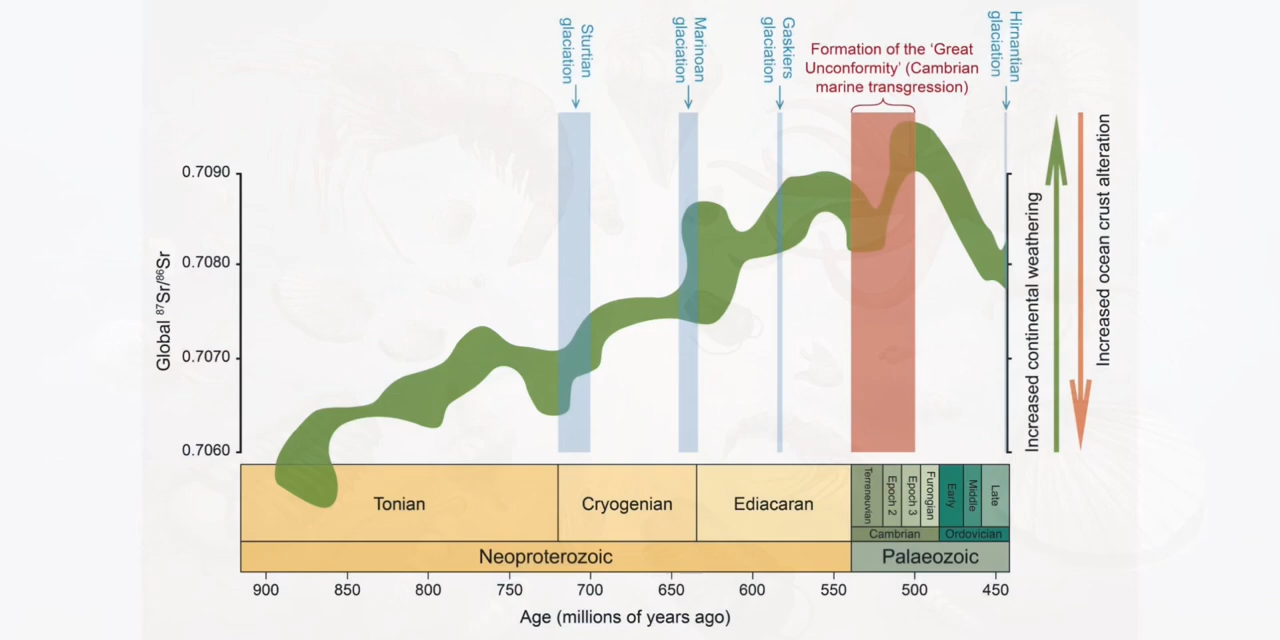 Sturtian
glaciation
Marinoan
glaciation
Gaskiers
glaciation
Formation of the ‘Great
Unconformity’ (Cambrian
marine transgression)
Hirnantian
glaciation
0.7090
0.7080
0.7070
0.7060
Global ⁸⁷Sr/⁸⁶Sr
Increased continental weathering
Increased ocean crust alteration
Tonian
Cryogenian
Ediacaran
Terreneuvian
Epoch 2
Epoch 3
Furongian
Early
Middle
Late
Cambrian
Ordovician
Neoproterozoic
Palaeozoic
900 850 800 750 700 650 600 550 500 450
Age (millions of years ago)